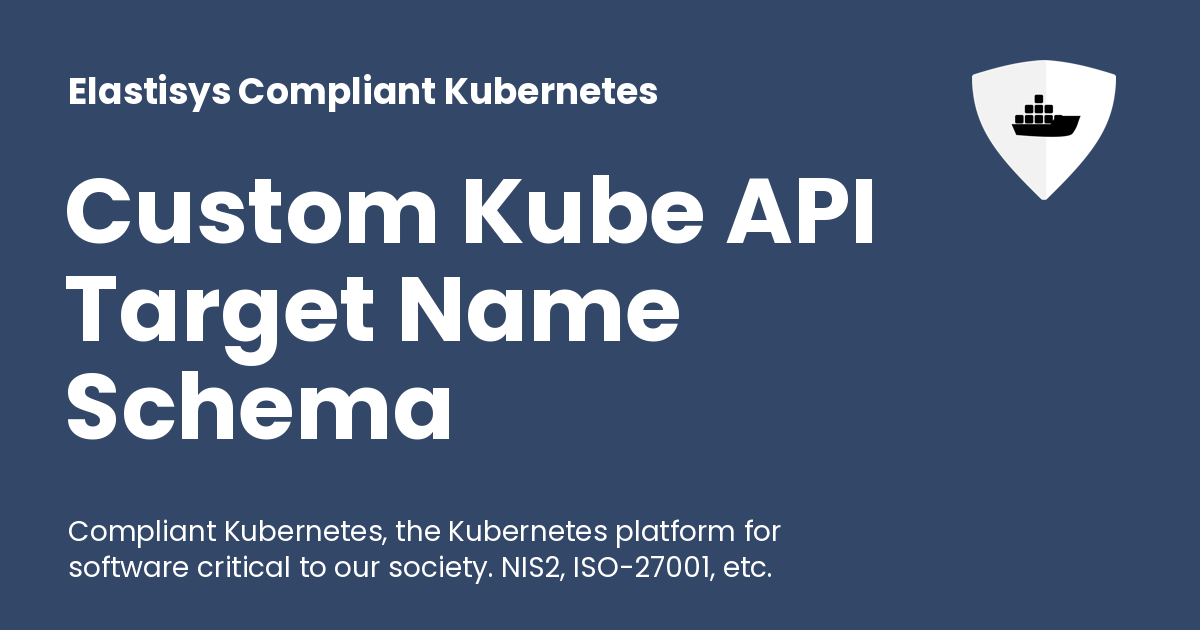 Elastisys Compliant Kubernetes
Custom Kube API
Target Name
Schema
Compliant Kubernetes, the Kubernetes platform for
software critical to our society. NIS2, ISO-27001, etc.